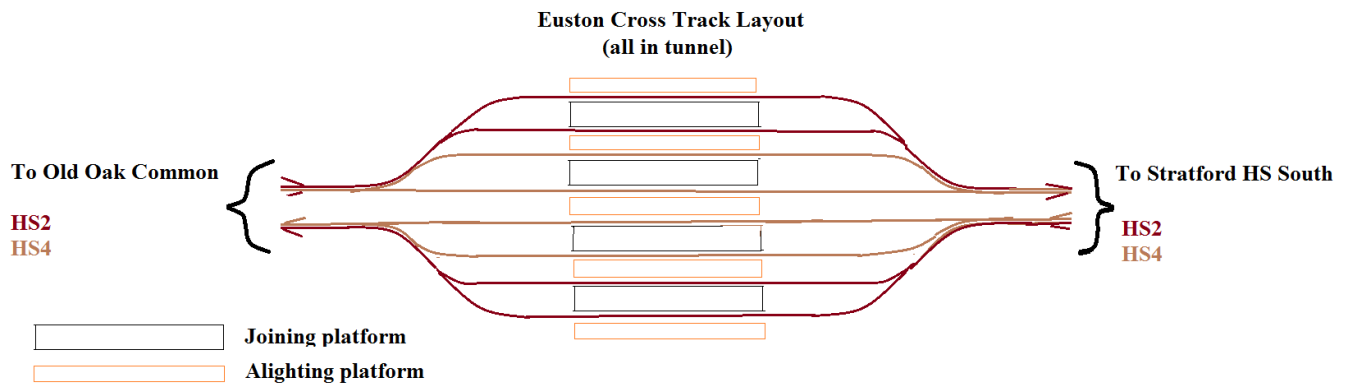 Euston Cross Track Layout
(all in tunnel)
To Old Oak Common
HS2
HS4
To Stratford HS South
HS2
HS4
Joining platform
Alighting platform